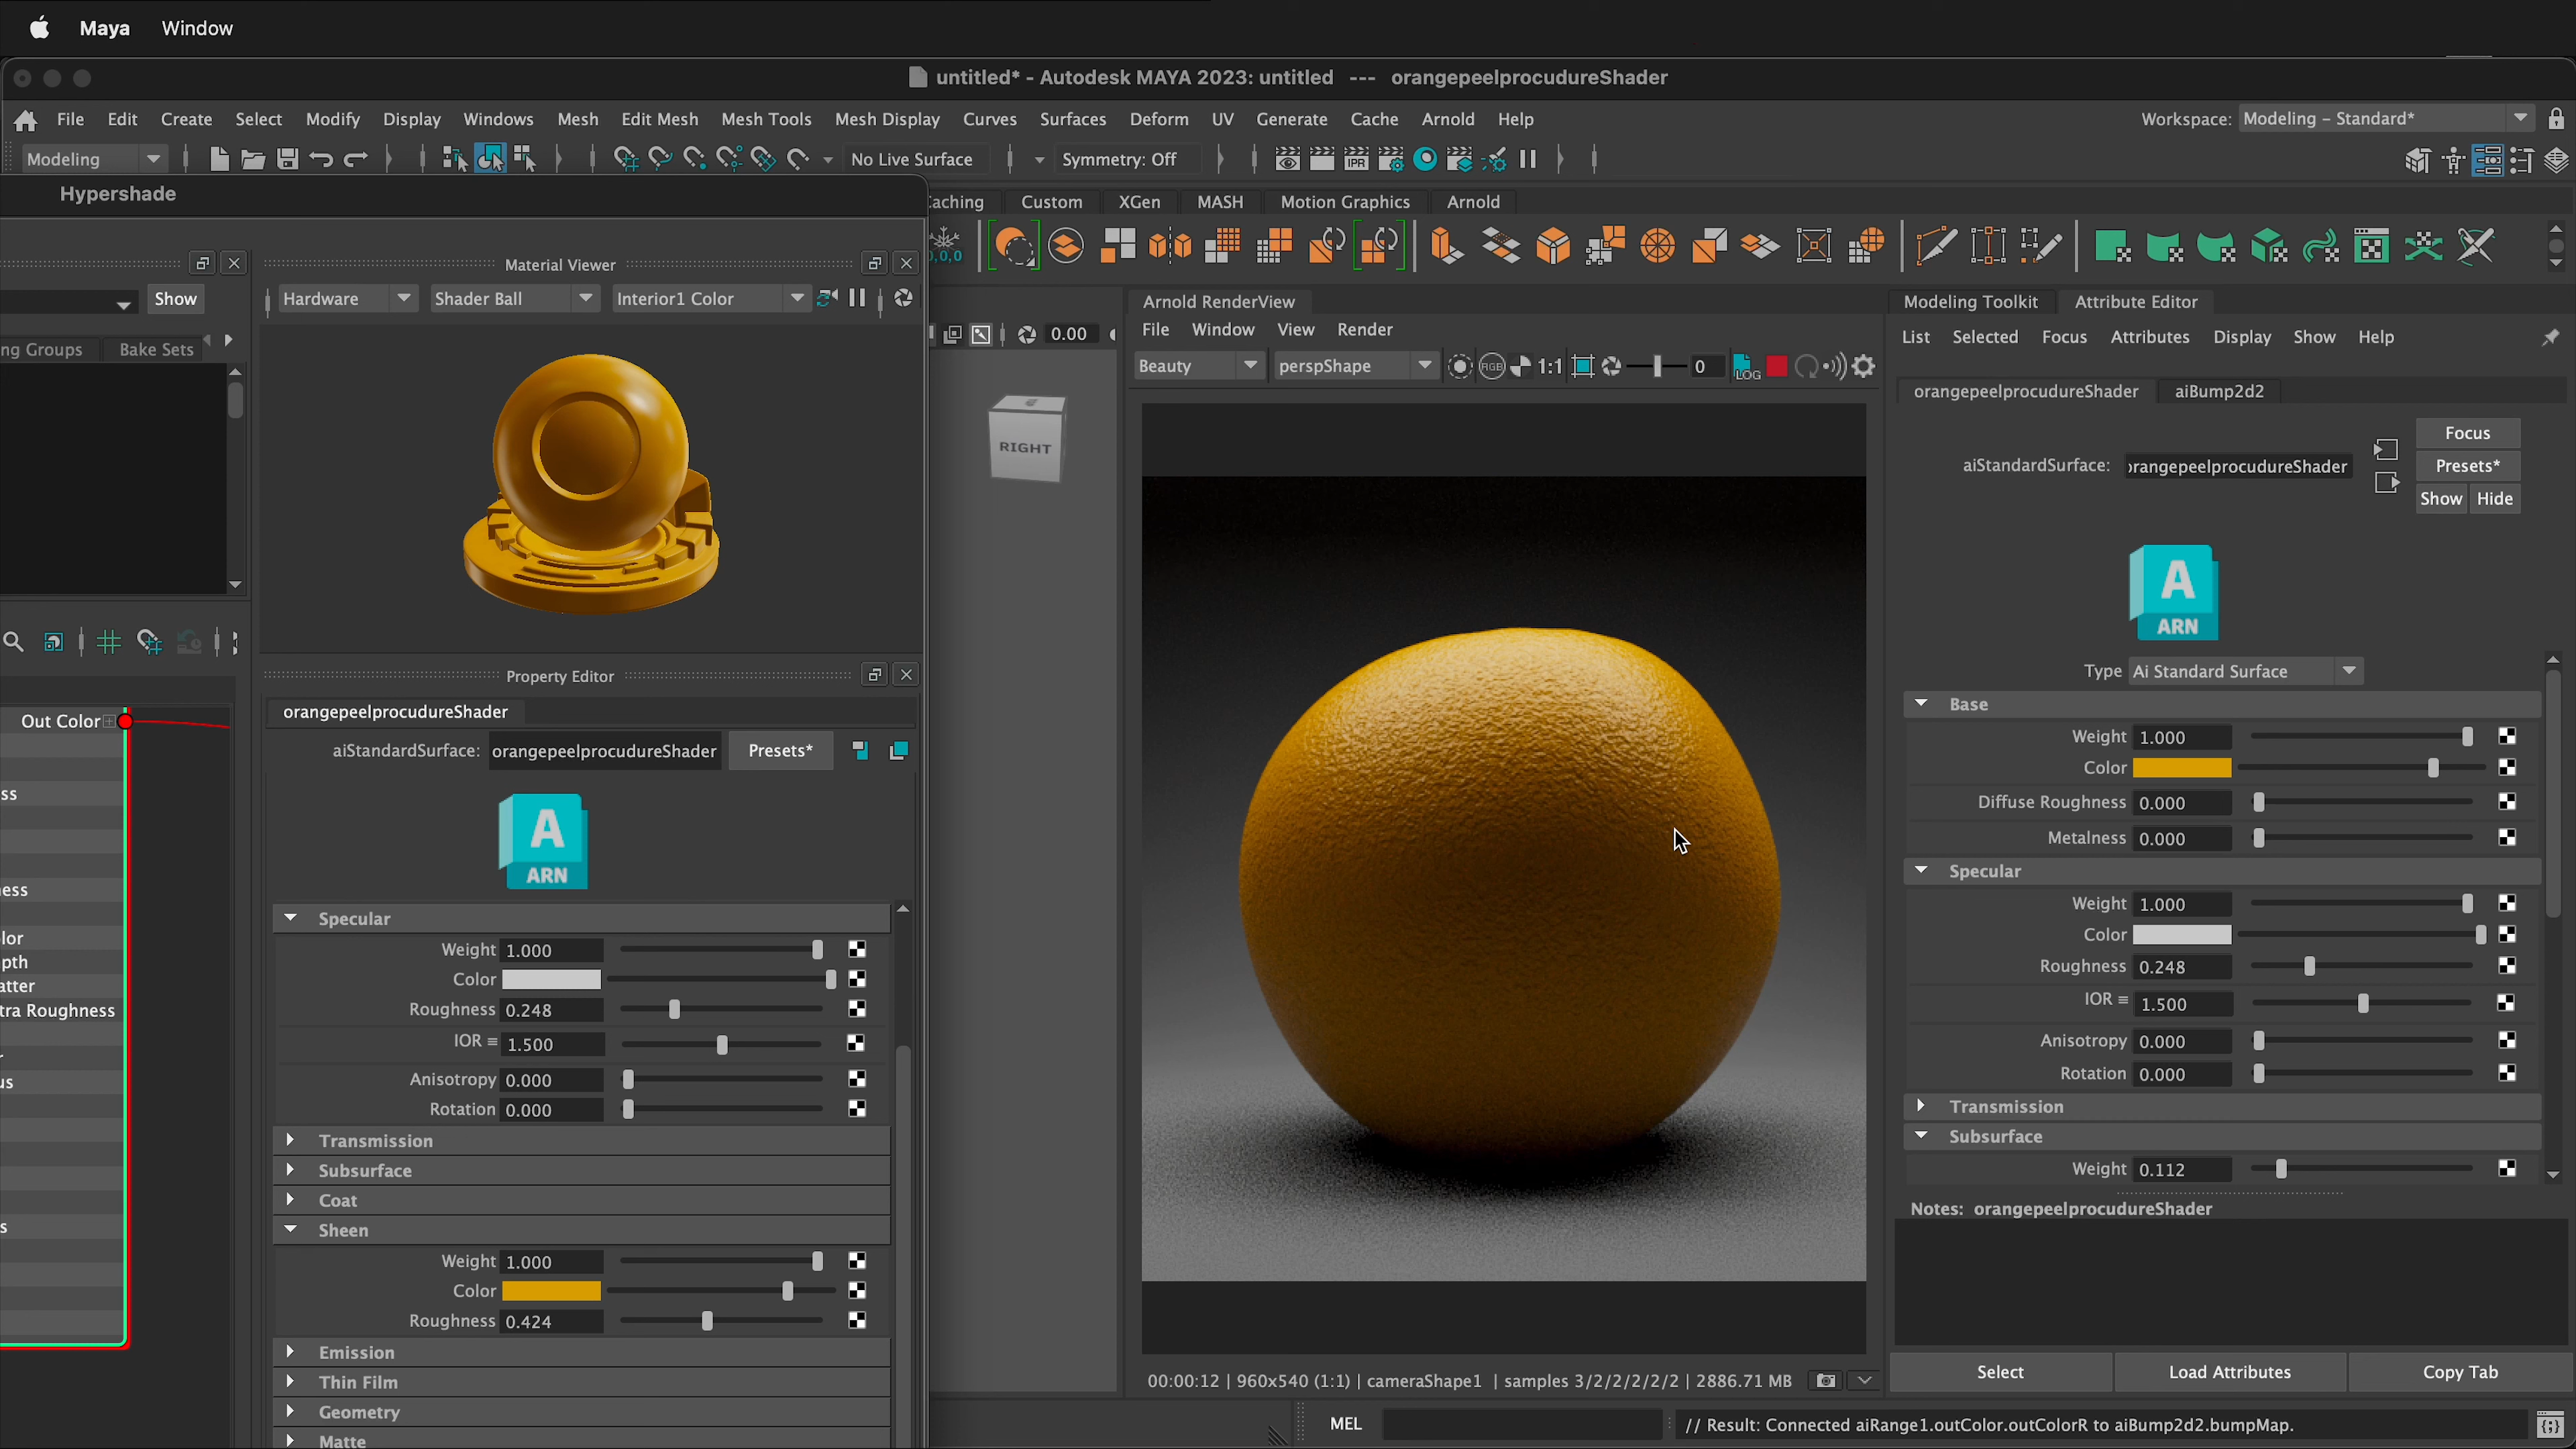 Maya Window
untitled* - Autodesk MAYA 2023: untitled --- orangepeelprocudureShader
File Edit Create Select Modify Display Windows Mesh Edit Mesh Mesh Tools Mesh Display Curves Surfaces Deform UV Generate Cache Arnold Help
Workspace: Modeling - Standard*
Modeling
No Live Surface
Symmetry: Off
IPR
Hypershade
Caching Custom XGen MASH Motion Graphics Arnold
0,0,0
Show
ng Groups Bake Sets
Material Viewer
Hardware Shader Ball Interior1 Color
Out Color
ss
ess
lor
pth
atter
tra Roughness
r
us
s
Property Editor
orangepeelprocudureShader
aiStandardSurface: orangepeelprocudureShader Presets*
A
ARN
Specular
Weight 1.000
Color
Roughness 0.248
IOR 1.500
Anisotropy 0.000
Rotation 0.000
Transmission
Subsurface
Coat
Sheen
Weight 1.000
Color
Roughness 0.424
Emission
Thin Film
Geometry
Matte
0.00
RIGHT
Arnold RenderView
File Window View Render
Beauty perspShape RGB 1:1 0 LOG
00:00:12 | 960x540 (1:1) | cameraShape1 | samples 3/2/2/2/2/2 | 2886.71 MB
MEL
// Result: Connected aiRange1.outColor.outColorR to aiBump2d2.bumpMap.
Modeling Toolkit Attribute Editor
List Selected Focus Attributes Display Show Help
orangepeelprocudureShader aiBump2d2
aiStandardSurface: orangepeelprocudureShader
Focus
Presets*
Show Hide
A
ARN
Type Ai Standard Surface
Base
Weight 1.000
Color
Diffuse Roughness 0.000
Metalness 0.000
Specular
Weight 1.000
Color
Roughness 0.248
IOR 1.500
Anisotropy 0.000
Rotation 0.000
Transmission
Subsurface
Weight 0.112
Notes: orangepeelprocudureShader
Select Load Attributes Copy Tab